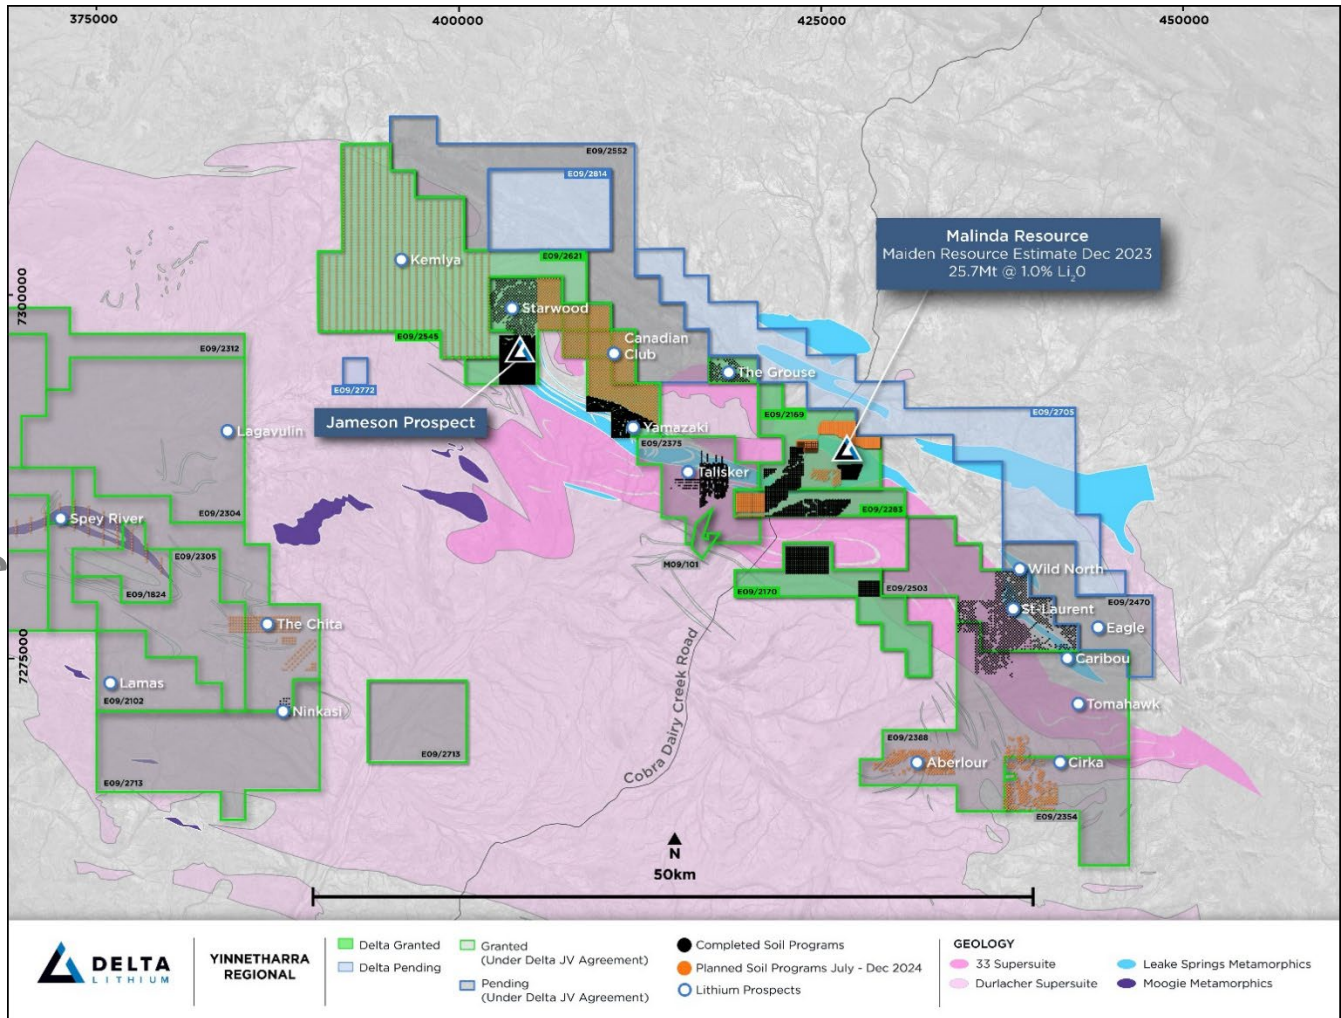 375000
400000
425000
450000
E09/2552
E09/2814
Malinda Resource
Maiden Resource Estimate Dec 2023
25.7Mt @ 1.0% Li₂O
Kemlya
E09/2621
7300000
Starwood
E09/2545
E09/2312
Canadian
Club
The Grouse
E09/2772
Jameson Prospect
E09/2169
E09/2705
Lagavulin
Yamazaki
E09/2375
Talisker
E09/2304
E09/2283
Spey River
E09/2305
M09/101
E09/1824
E09/2170
E09/2503
Wild North
E09/2470
St-Laurent
Eagle
The Chita
7275000
Caribou
Lamas
E09/2102
Ninkasi
Tomahawk
Cobra Dairy Creek Road
E09/2713
E09/2713
E09/2388
Aberlour
Cirka
E09/2354
N
50km
DELTA
LITHIUM
YINNETHARRA
REGIONAL
Delta Granted
Delta Pending
Granted
(Under Delta JV Agreement)
Pending
(Under Delta JV Agreement)
Completed Soil Programs
Planned Soil Programs July - Dec 2024
Lithium Prospects
GEOLOGY
33 Supersuite
Durlacher Supersuite
Leake Springs Metamorphics
Moogie Metamorphics